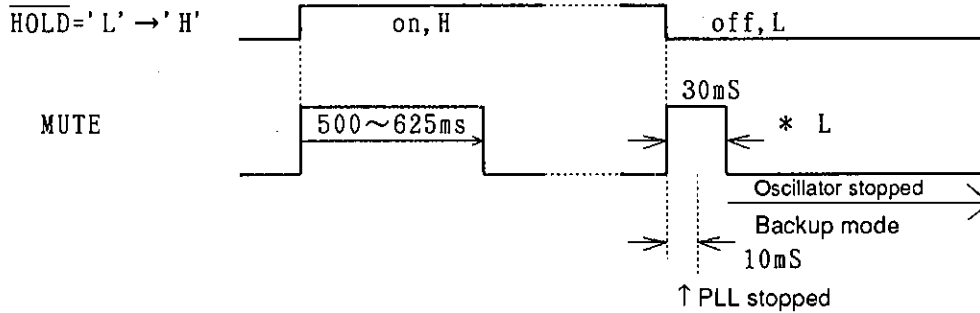 HOLD='L'→'H'
on,H
off,L
30mS
MUTE
500～625ms
* L
Oscillator stopped
Backup mode
10mS
↑ PLL stopped